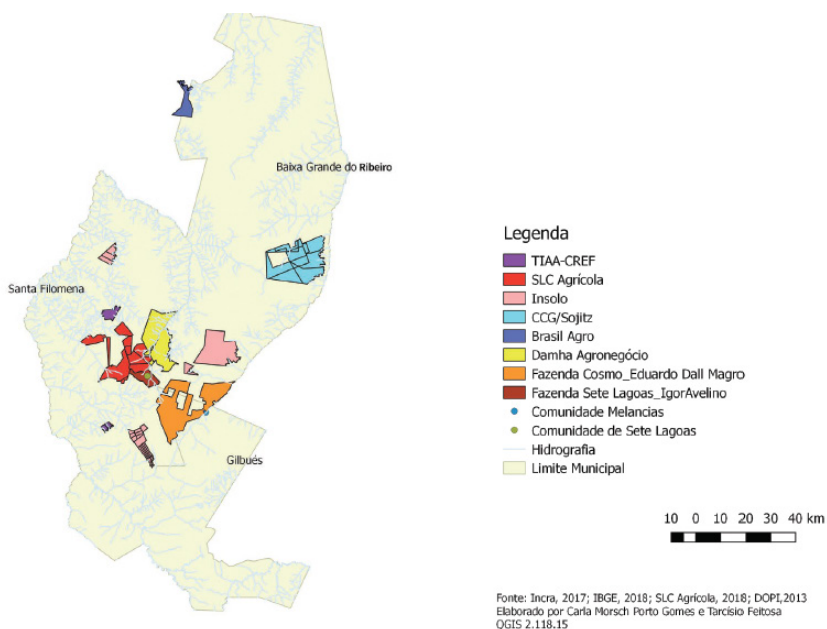 Baixa Grande do Ribeiro
Santa Filomena
Gilbués
Legenda
TIAA-CREF
SLC Agrícola
Insolo
CCG/Sojitz
Brasil Agro
Damha Agronegócio
Fazenda Cosmo_Eduardo Dall Magro
Fazenda Sete Lagoas_IgorAvelino
Comunidade Melancias
Comunidade de Sete Lagoas
Hidrografia
Limite Municipal
10 0 10 20 30 40 km
Fonte: Incra, 2017; IBGE, 2018; SLC Agrícola, 2018; DOPI,2013
Elaborado por Carla Morsch Porto Gomes e Tarcísio Feitosa
QGIS 2.118.15